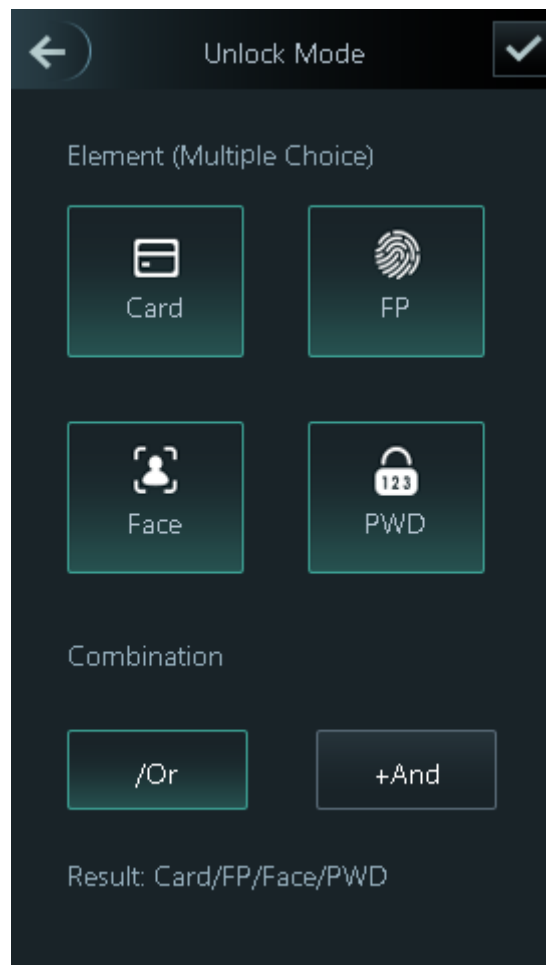 Unlock Mode
Element (Multiple Choice)
Card
FP
Face
123
PWD
Combination
/Or
+And
Result: Card/FP/Face/PWD